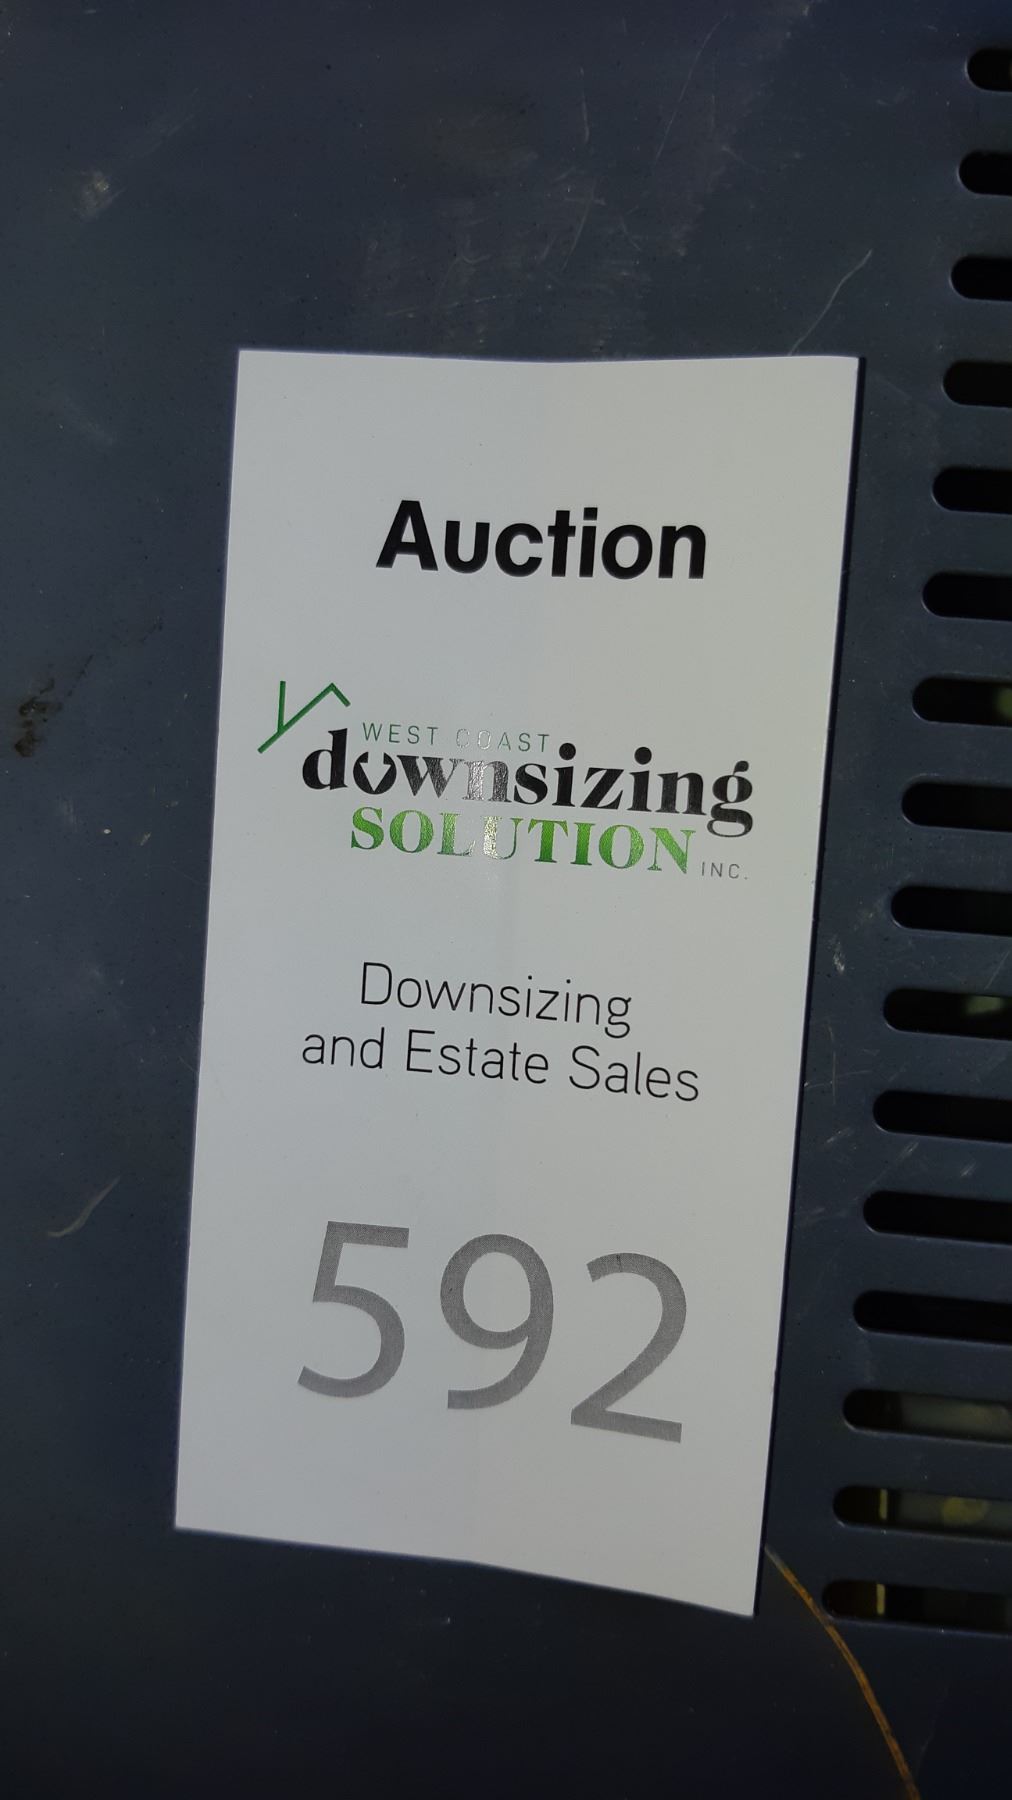 Auction
WEST COAST
downsizing
SOLUTION INC.
Downsizing
and Estate Sales
592